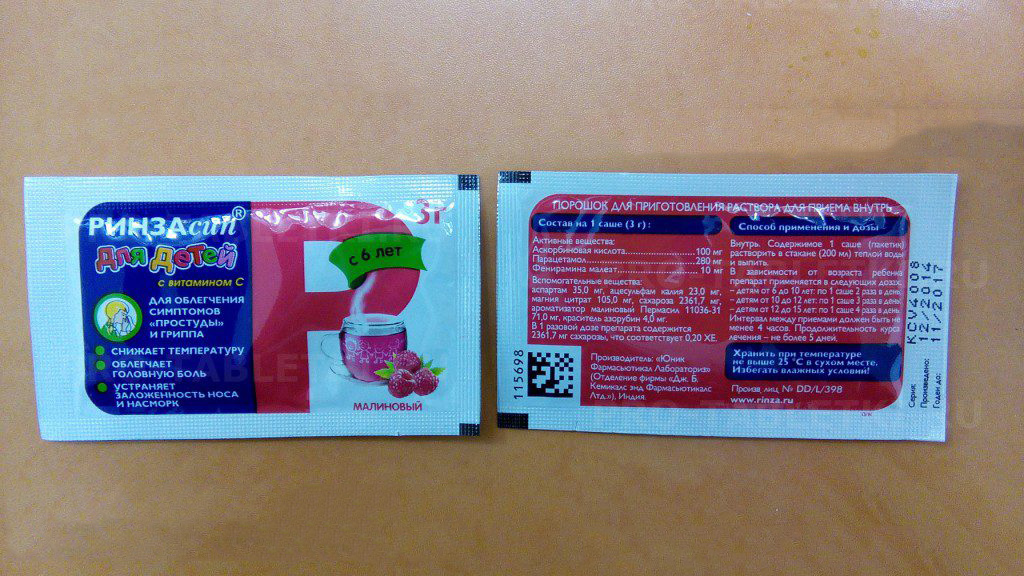 РИНЗАсип®
Для детей
с витамином С
ДЛЯ ОБЛЕГЧЕНИЯ
СИМПТОМОВ
«ПРОСТУДЫ»
И ГРИППА
СНИЖАЕТ ТЕМПЕРАТУРУ
ОБЛЕГЧАЕТ
ГОЛОВНУЮ БОЛЬ
УСТРАНЯЕТ
ЗАЛОЖЕННОСТЬ НОСА
И НАСМОРК
3 г
с 6 лет
МАЛИНОВЫЙ
ПОРОШОК ДЛЯ ПРИГОТОВЛЕНИЯ РАСТВОРА ДЛЯ ПРИЕМА ВНУТРЬ
Состав на 1 саше (3 г) :
Активные вещества:
Аскорбиновая кислота 100 мг
Парацетамол 280 мг
Фенирамина малеат 10 мг
Вспомогательные вещества:
аспартам 35,0 мг, ацесульфам калия 23,0 мг,
магния цитрат 105,0 мг, сахароза 2361,7 мг,
ароматизатор малиновый Пермасил 11036-31
71,0 мг, краситель азорубин 4,0 мг.
В 1 разовой дозе препарата содержится
2361,7 мг сахарозы, что соответствует 0,20 ХЕ.
115698
Производитель: «Юник
Фармасьютикал Лабораториз»
(Отделение фирмы «Дж. Б.
Кемикалс энд Фармасьютикалс
Лтд.»), Индия.
Способ применения и дозы
Внутрь. Содержимое 1 саше (пакетик)
растворить в стакане (200 мл) теплой воды
и выпить.
В зависимости от возраста ребенка
препарат применяется в следующих дозах:
– детям от 6 до 10 лет: по 1 саше 2 раза в день
– детям от 10 до 12 лет: по 1 саше 3 раза в день
– детям от 12 до 15 лет: по 1 саше 4 раза в день
Интервал между приемами должен быть не
менее 4 часов. Продолжительность курса
лечения – не более 5 дней.
Хранить при температуре
не выше 25 °С в сухом месте.
Избегать влажных условий!
Произв. лиц. № DD/L/398
www.rinza.ru
Серия: KCV4008
Произведено: 12/2014
Годен до: 11/2017